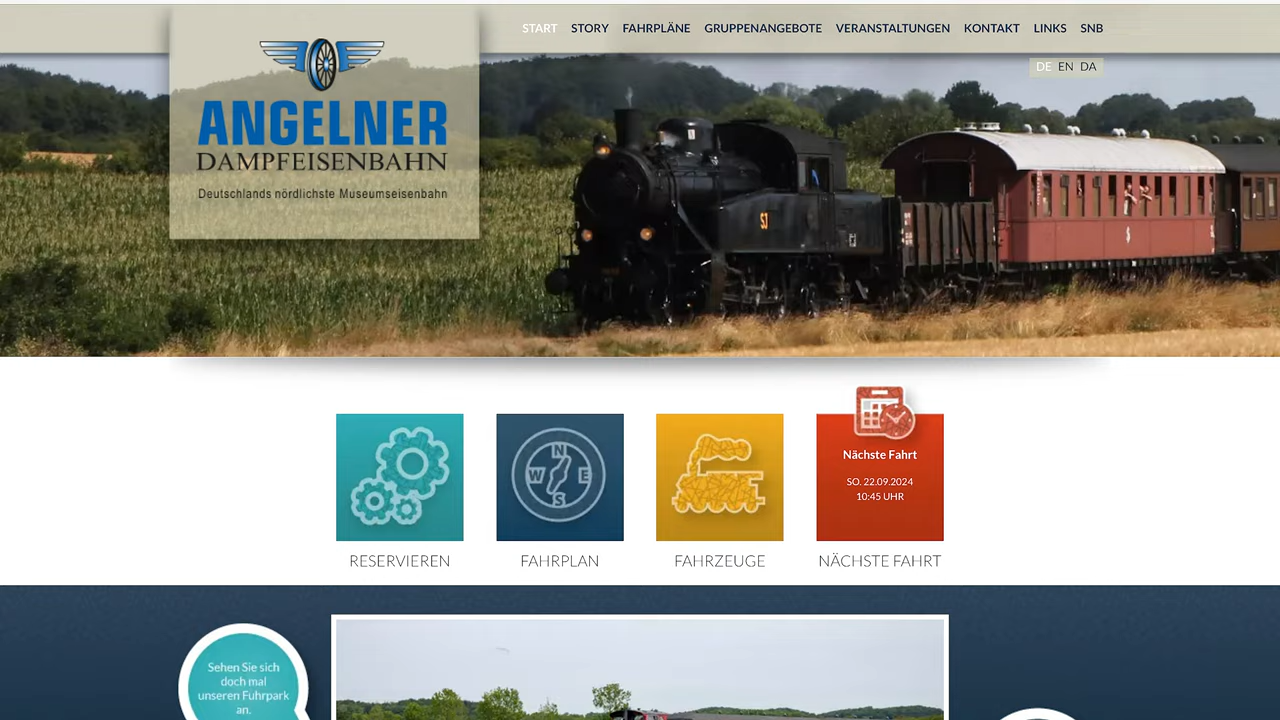 START STORY FAHRPLÄNE GRUPPENANGEBOTE VERANSTALTUNGEN KONTAKT LINKS SNB
DE EN DA
ANGELNER
DAMPFEISENBAHN
Deutschlands nördlichste Museumseisenbahn
SJ
S
N
W E
S
Nächste Fahrt
SO. 22.09.2024
10:45 UHR
RESERVIEREN
FAHRPLAN
FAHRZEUGE
NÄCHSTE FAHRT
Sehen Sie sich
doch mal
unseren Fuhrpark
an.